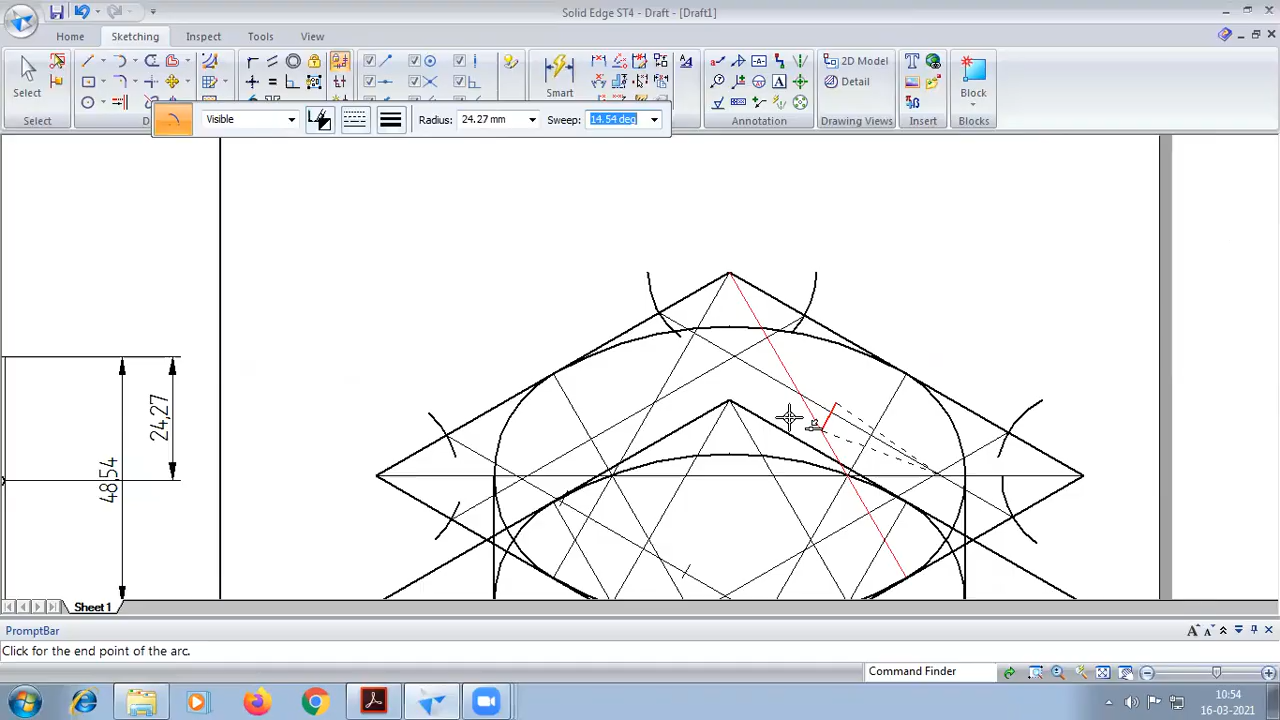 Solid Edge ST4 - Draft - [Draft1]
Home Sketching Inspect Tools View
Select
Smart
2D Model
Detail
Block
Visible
Radius: 24.27 mm
Sweep: 14.54 deg
Select
Annotation
Drawing Views
Insert
Blocks
24,27
48,54
Sheet 1
PromptBar
Click for the end point of the arc.
Command Finder
10:54
16-03-2021